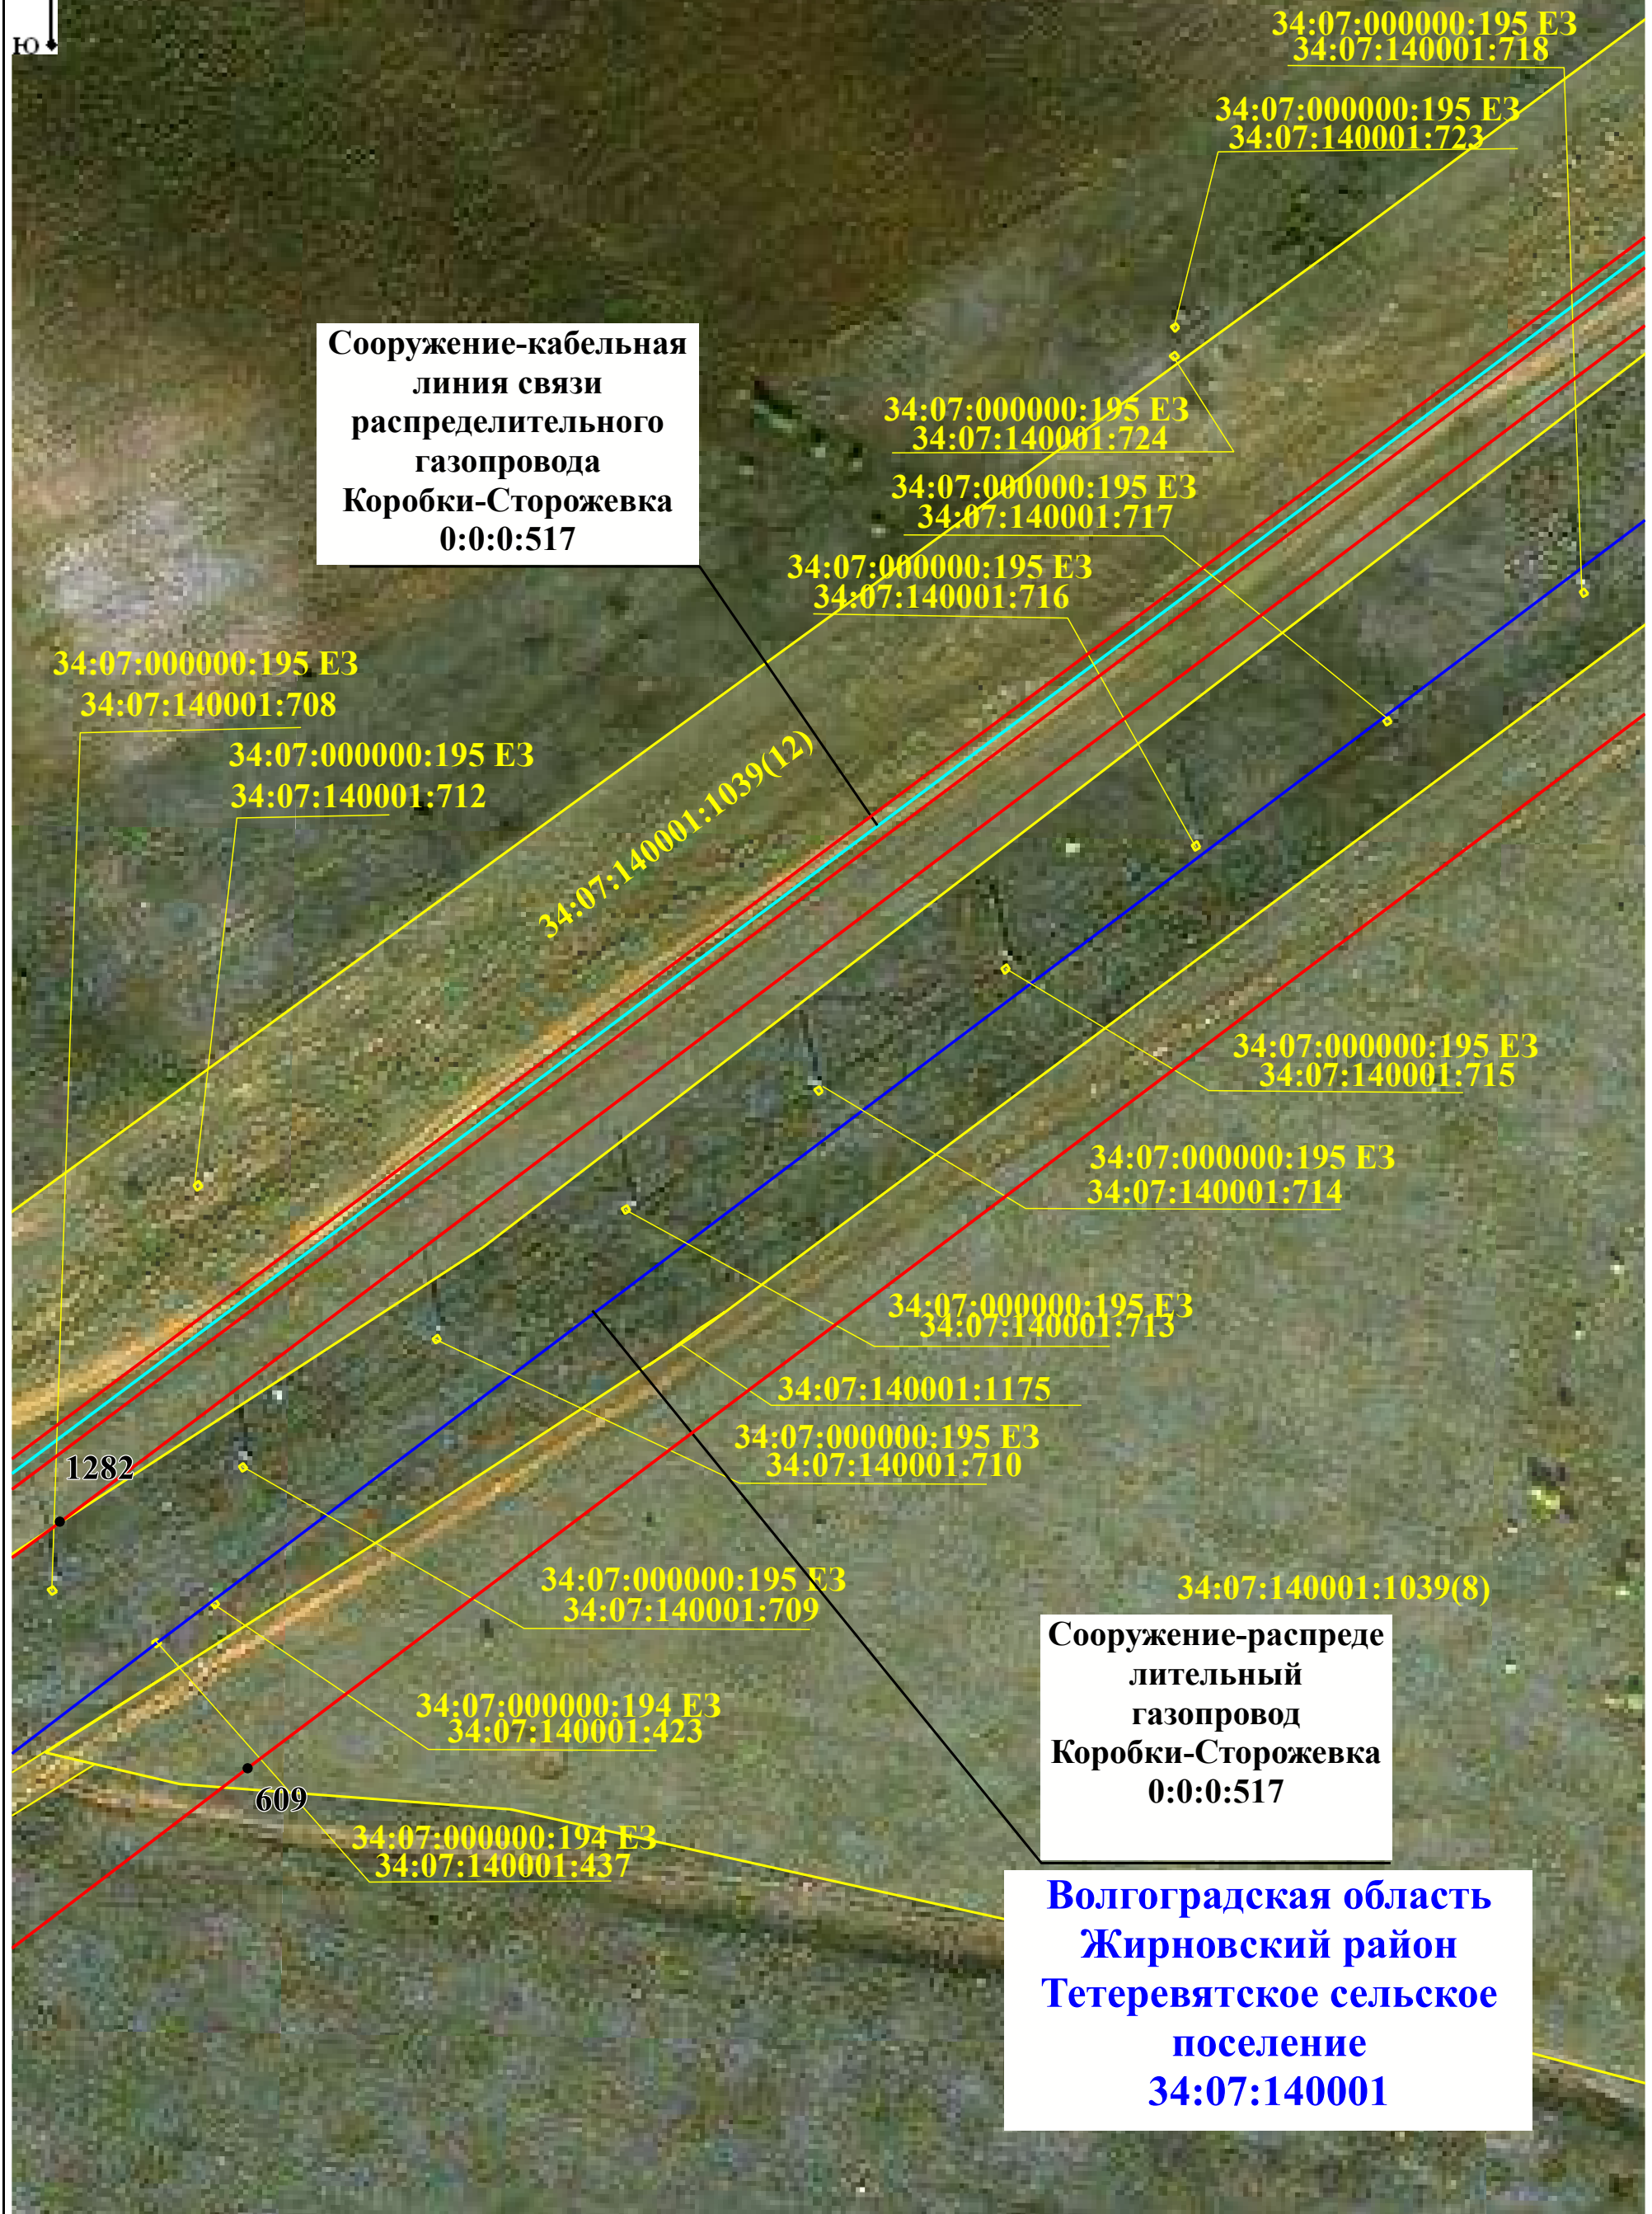 Ю
34:07:000000:195 ЕЗ
34:07:140001:718
34:07:000000:195 ЕЗ
34:07:140001:723
Сооружение-кабельная
линия связи
распределительного
газопровода
Коробки-Сторожевка
0:0:0:517
34:07:000000:195 ЕЗ
34:07:140001:724
34:07:000000:195 ЕЗ
34:07:140001:717
34:07:000000:195 ЕЗ
34:07:140001:716
34:07:000000:195 ЕЗ
34:07:140001:708
34:07:000000:195 ЕЗ
34:07:140001:712
34:07:140001:1039(12)
34:07:000000:195 ЕЗ
34:07:140001:715
34:07:000000:195 ЕЗ
34:07:140001:714
34:07:000000:195 ЕЗ
34:07:140001:713
34:07:140001:1175
34:07:000000:195 ЕЗ
34:07:140001:710
1282
34:07:000000:195 ЕЗ
34:07:140001:709
34:07:140001:1039(8)
Сооружение-распреде
лительный
газопровод
Коробки-Сторожевка
0:0:0:517
34:07:000000:194 ЕЗ
34:07:140001:423
609
34:07:000000:194 ЕЗ
34:07:140001:437
Волгоградская область
Жирновский район
Тетеревятское сельское
поселение
34:07:140001